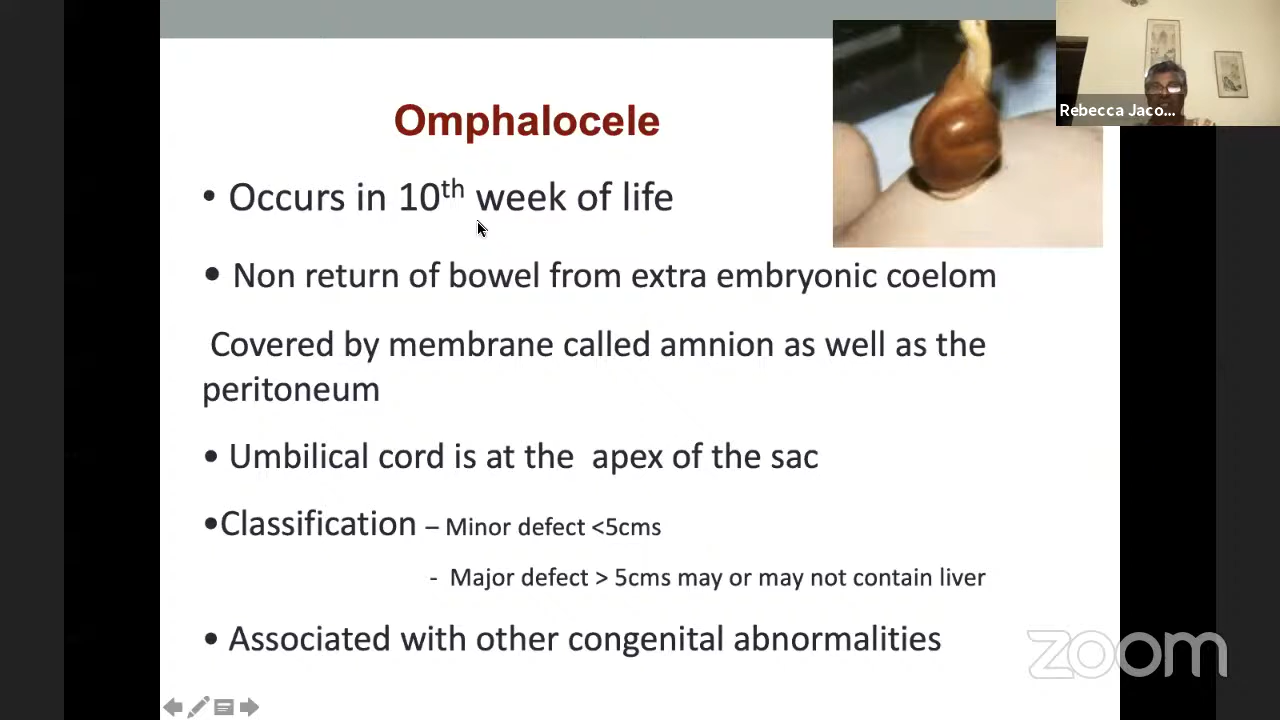 Rebecca Jaco...
Omphalocele
• Occurs in 10th week of life
• Non return of bowel from extra embryonic coelom
Covered by membrane called amnion as well as the
peritoneum
• Umbilical cord is at the apex of the sac
•Classification – Minor defect <5cms
- Major defect > 5cms may or may not contain liver
• Associated with other congenital abnormalities
zoom